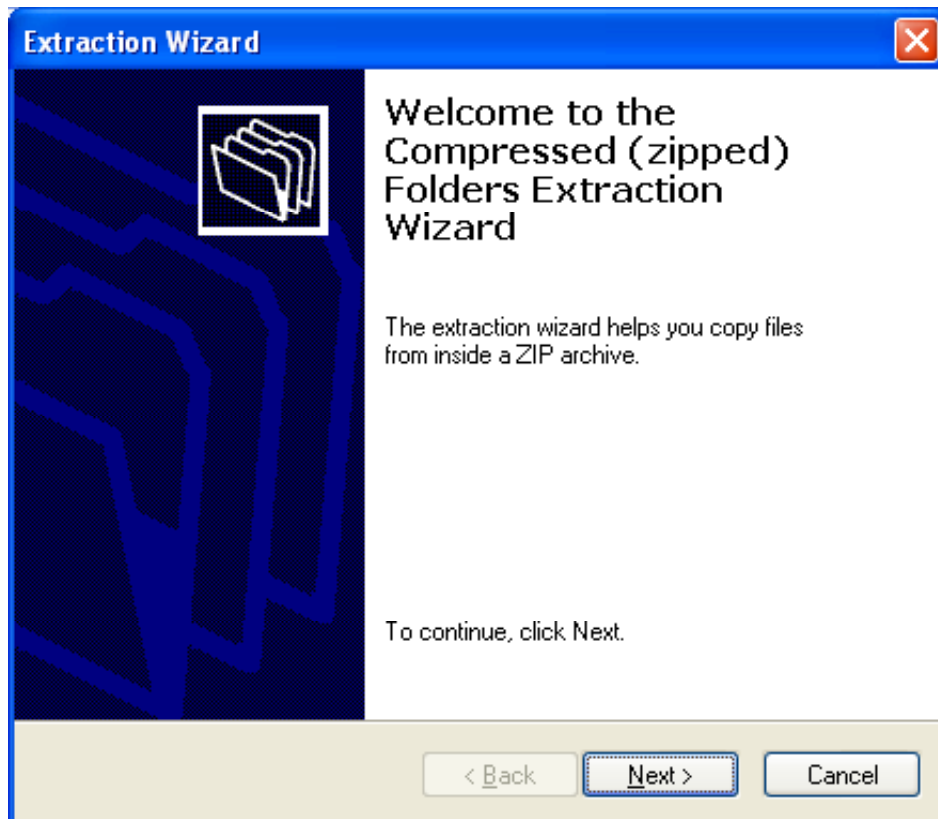 Extraction Wizard
Welcome to the
Compressed (zipped)
Folders Extraction
Wizard
The extraction wizard helps you copy files
from inside a ZIP archive.
To continue, click Next.
< Back
Next >
Cancel